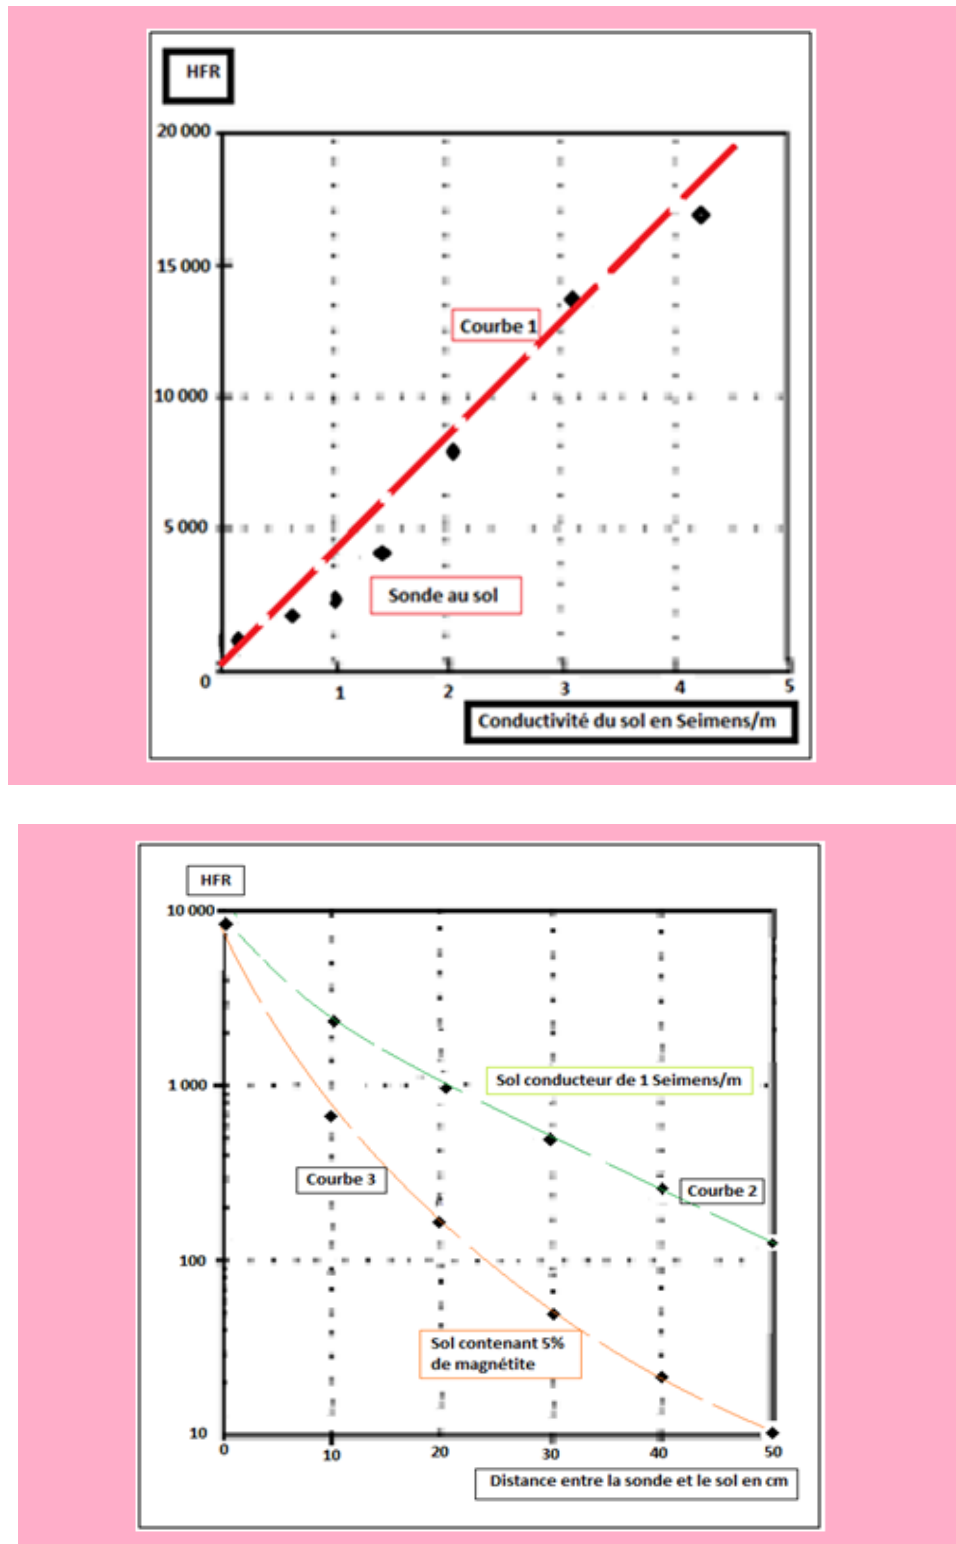 HFR
20 000
15 000
Courbe 1
10 000
5 000
Sonde au sol
0
1
2
3
4
5
Conductivité du sol en Seimens/m
HFR
10 000
1 000
Sol conducteur de 1 Seimens/m
Courbe 3
Courbe 2
100
Sol contenant 5%
de magnétite
10
0
10
20
30
40
50
Distance entre la sonde et le sol en cm